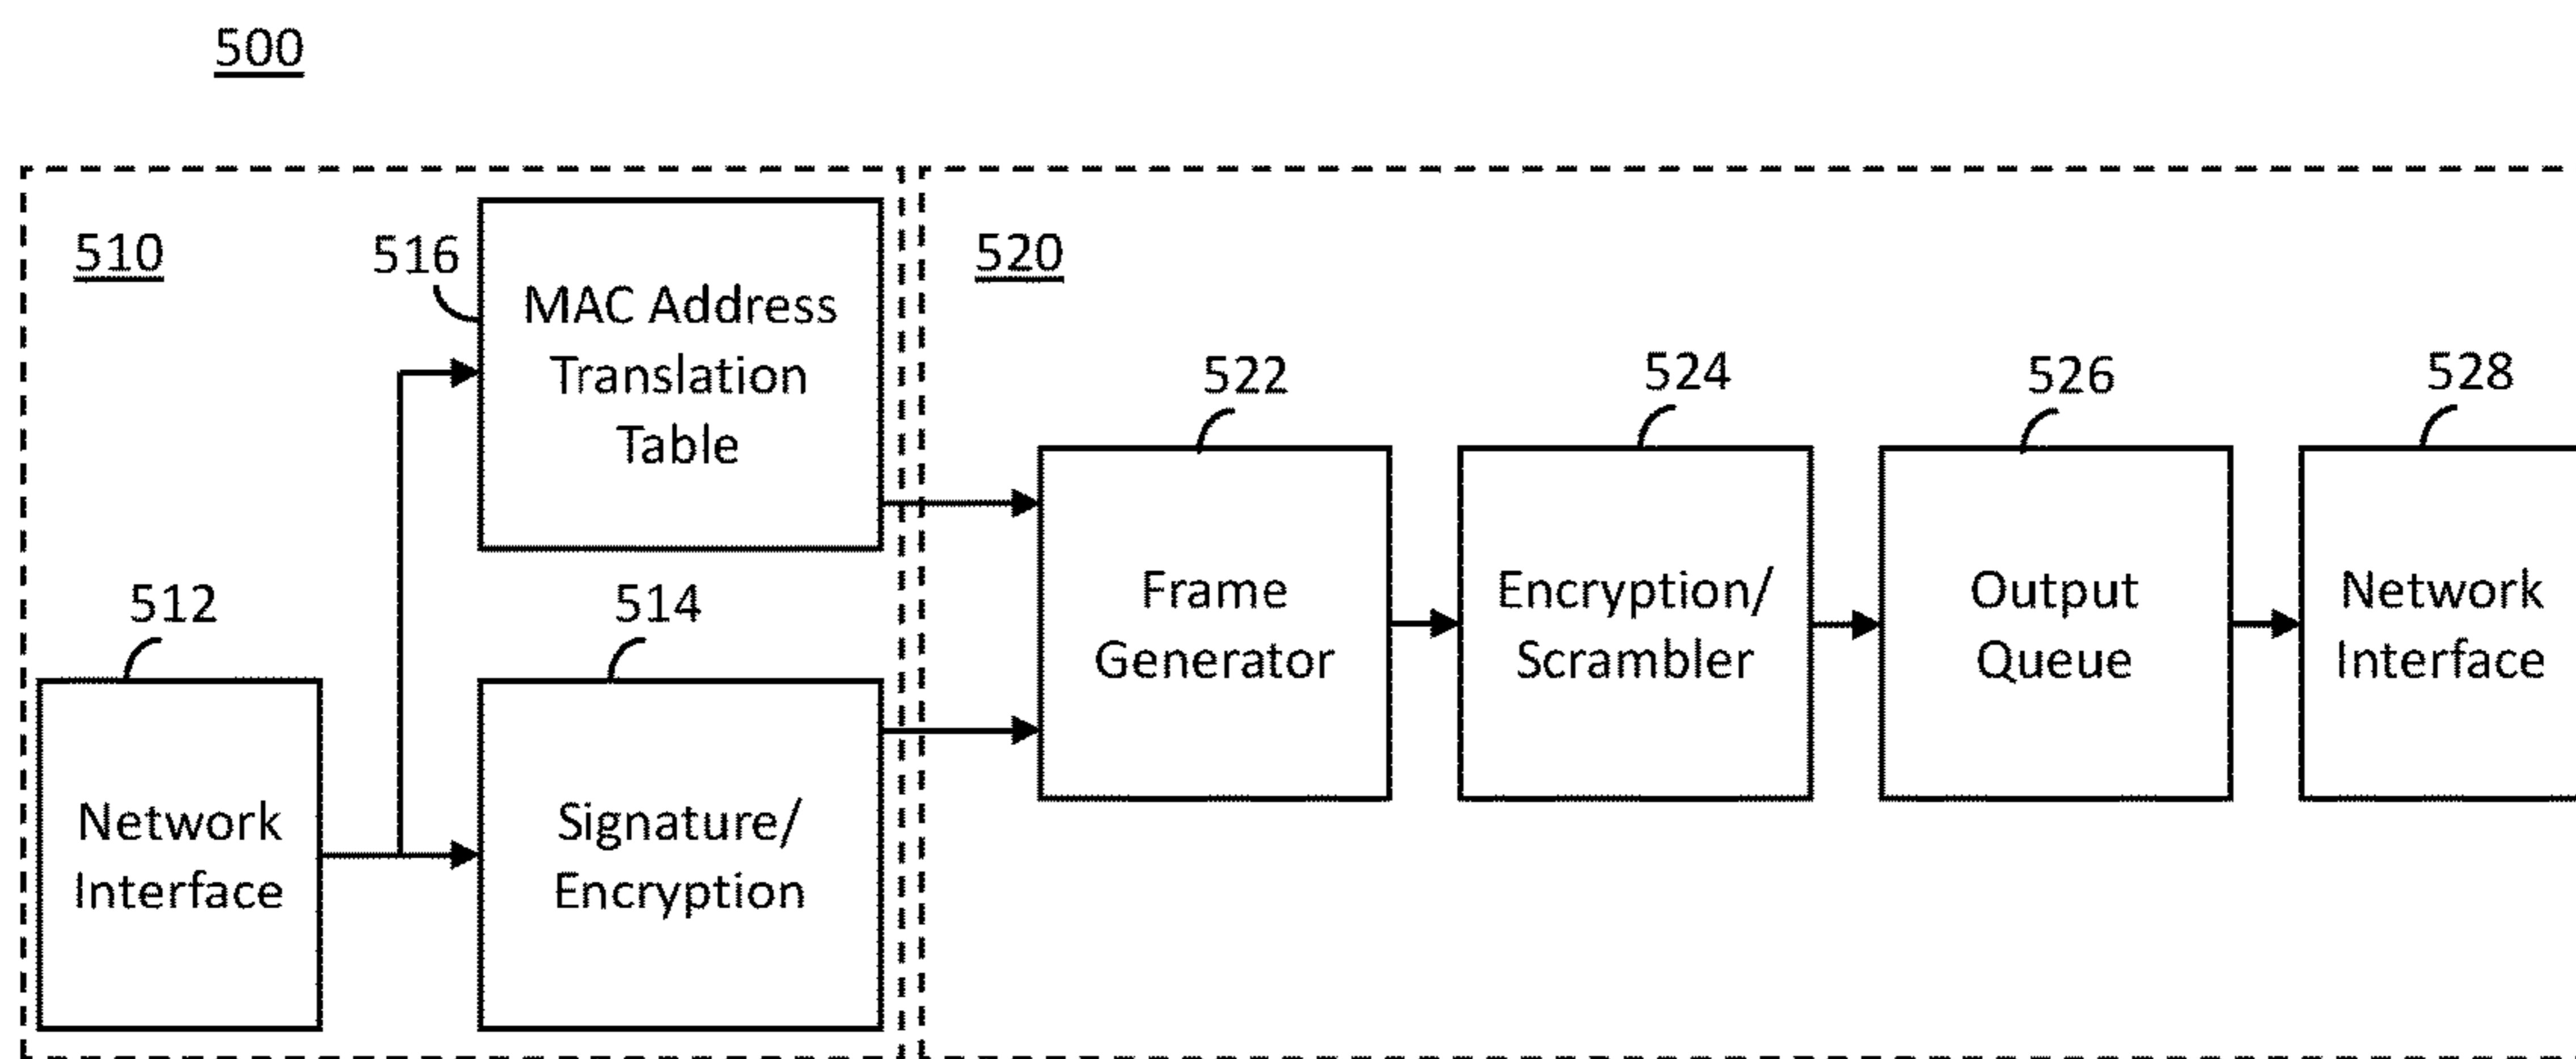 500
510
516
MAC Address
Translation
Table
520
522
524
526
528
512
514
Frame
Generator
Encryption/
Scrambler
Output
Queue
Network
Interface
Network
Interface
Signature/
Encryption